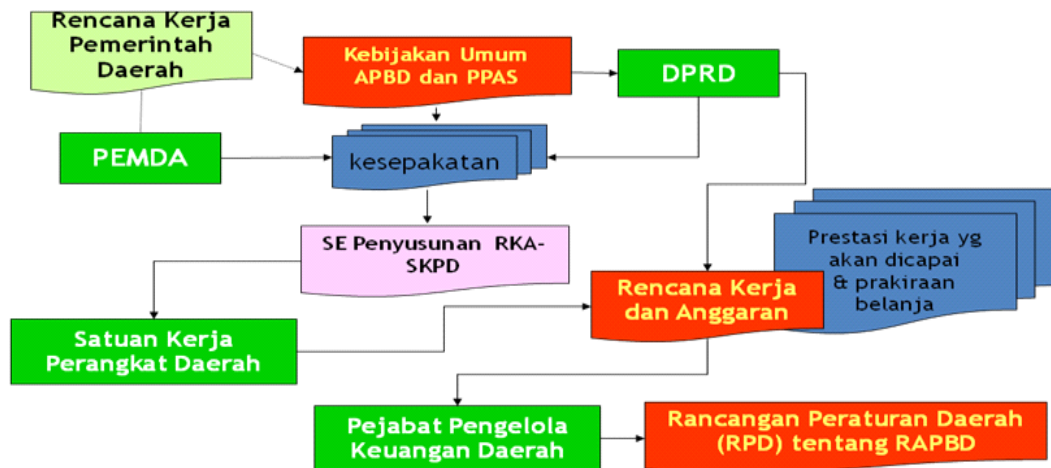 Rencana Kerja
Pemerintah
Daerah
Kebijakan Umum
APBD dan PPAS
DPRD
PEMDA
kesepakatan
SE Penyusunan RKA-
SKPD
Prestasi kerja yg
akan dicapai
& prakiraan
belanja
Rencana Kerja
dan Anggaran
Satuan Kerja
Perangkat Daerah
Pejabat Pengelola
Keuangan Daerah
Rancangan Peraturan Daerah
(RPD) tentang RAPBD